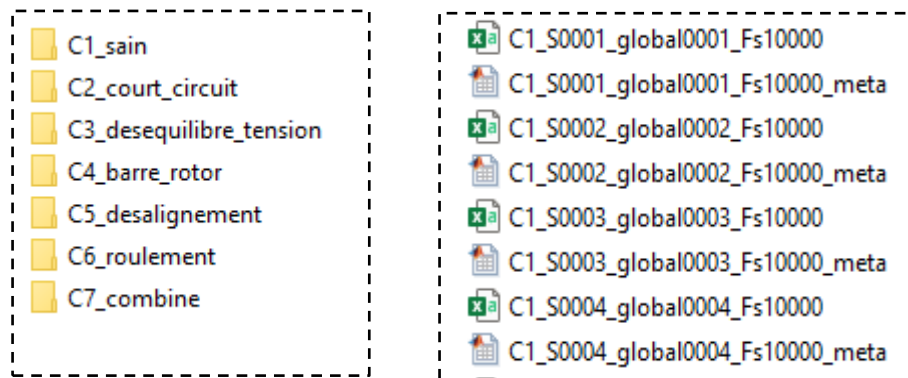 C1_sain
C2_court_circuit
C3_desequilibre_tension
C4_barre_rotor
C5_desalignement
C6_roulement
C7_combine
C1_S0001_global0001_Fs10000
C1_S0001_global0001_Fs10000_meta
C1_S0002_global0002_Fs10000
C1_S0002_global0002_Fs10000_meta
C1_S0003_global0003_Fs10000
C1_S0003_global0003_Fs10000_meta
C1_S0004_global0004_Fs10000
C1_S0004_global0004_Fs10000_meta